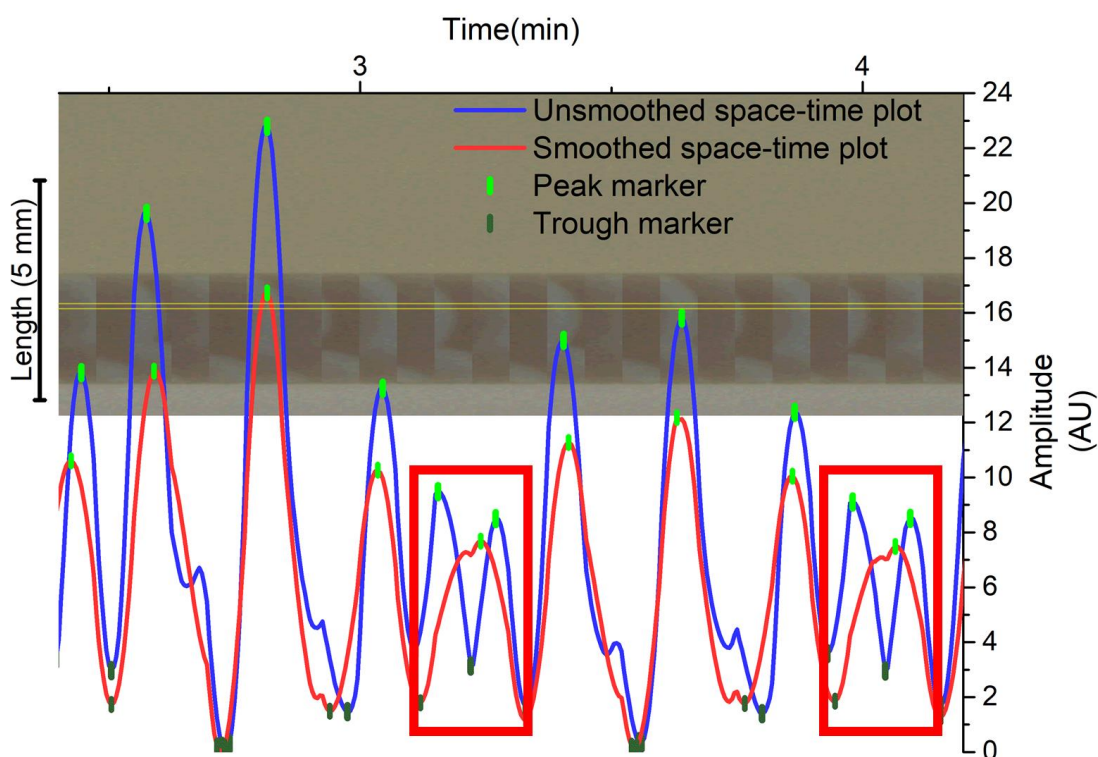 Time(min)
3
4
Unsmoothed space-time plot
Smoothed space-time plot
Peak marker
Trough marker
Length (5 mm)
24
22
20
18
16
14
12
10
8
6
4
2
0
Amplitude
(AU)